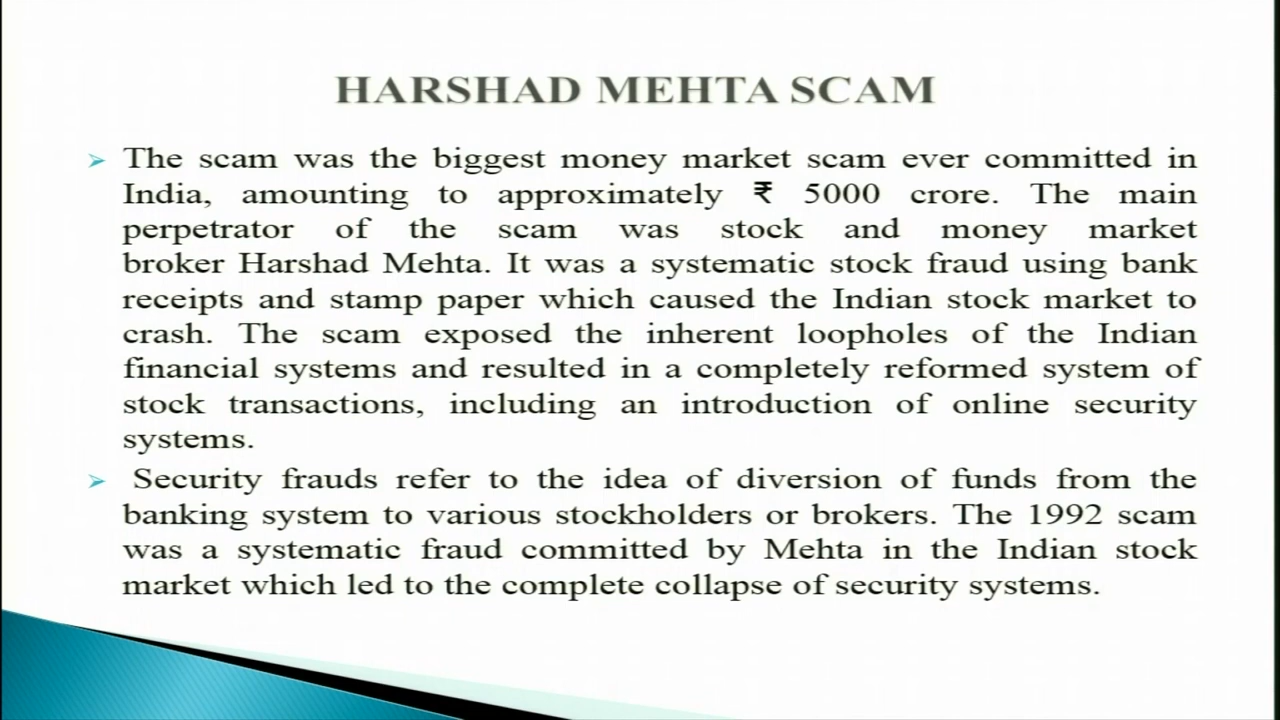 HARSHAD MEHTA SCAM
➢ The scam was the biggest money market scam ever committed in
India, amounting to approximately ₹ 5000 crore. The main
perpetrator of the scam was stock and money market
broker Harshad Mehta. It was a systematic stock fraud using bank
receipts and stamp paper which caused the Indian stock market to
crash. The scam exposed the inherent loopholes of the Indian
financial systems and resulted in a completely reformed system of
stock transactions, including an introduction of online security
systems.
➢ Security frauds refer to the idea of diversion of funds from the
banking system to various stockholders or brokers. The 1992 scam
was a systematic fraud committed by Mehta in the Indian stock
market which led to the complete collapse of security systems.